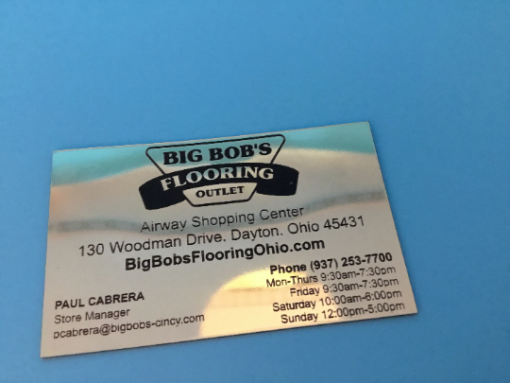 BIG BOB'S
FLOORING
OUTLET
Airway Shopping Center
130 Woodman Drive, Dayton, Ohio 45431
BigBobsFlooringOhio.com
Phone (937) 253-7700
Mon-Thurs 9:30am-7:30pm
Friday 9:30am-7:30pm
Saturday 10:00am-6:00pm
Sunday 12:00pm-5:00pm
PAUL CABRERA
Store Manager
pcabrera@bigbobs-cincy.com